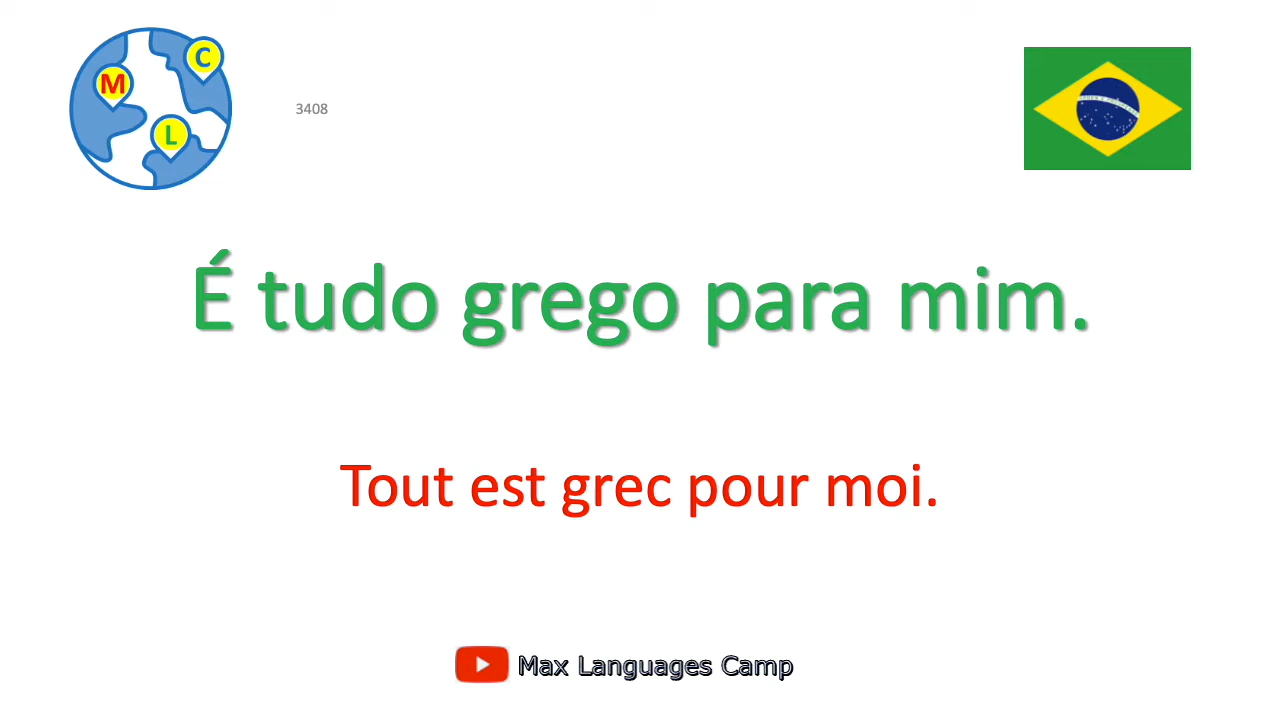 M
C
L
3408
É tudo grego para mim.
Tout est grec pour moi.
Max Languages Camp